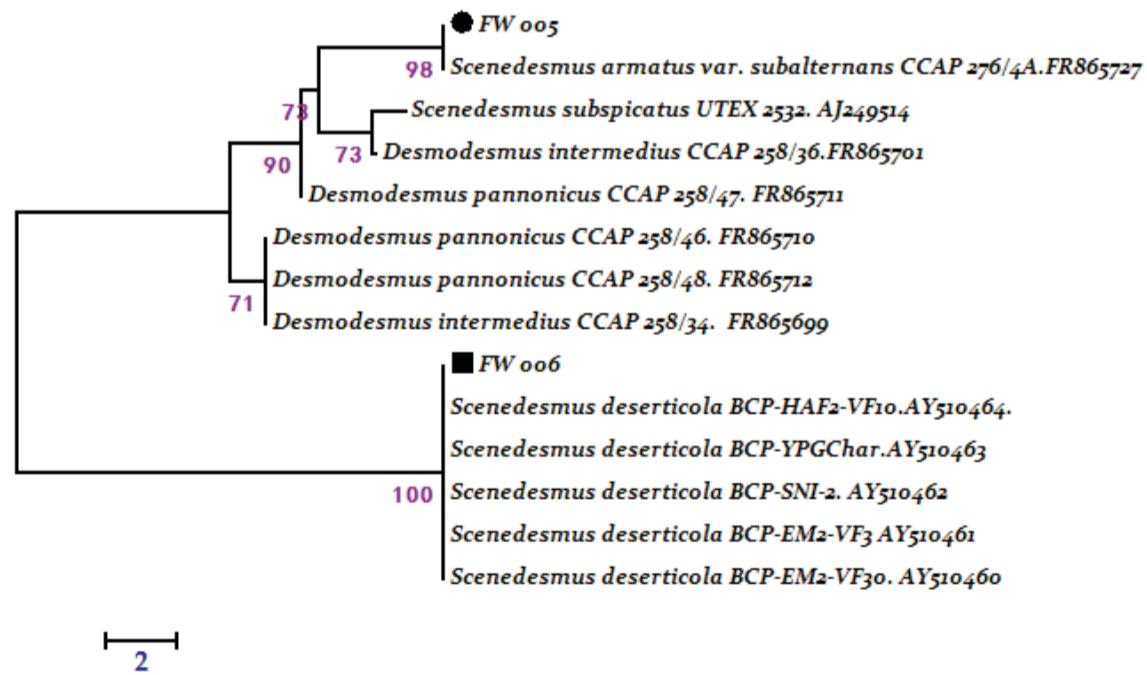 FW 005
98
Scenedesmus armatus var. subalternans CCAP 276/4A.FR865727
73
Scenedesmus subspicatus UTEX 2532. AJ249514
73
Desmodesmus intermedius CCAP 258/36.FR865701
90
Desmodesmus pannonicus CCAP 258/47. FR865711
Desmodesmus pannonicus CCAP 258/46. FR865710
Desmodesmus pannonicus CCAP 258/48. FR865712
71
Desmodesmus intermedius CCAP 258/34. FR865699
FW 006
Scenedesmus deserticola BCP-HAF2-VF10.AY510464.
Scenedesmus deserticola BCP-YPGChar.AY510463
100
Scenedesmus deserticola BCP-SNI-2. AY510462
Scenedesmus deserticola BCP-EM2-VF3 AY510461
Scenedesmus deserticola BCP-EM2-VF30. AY510460
2